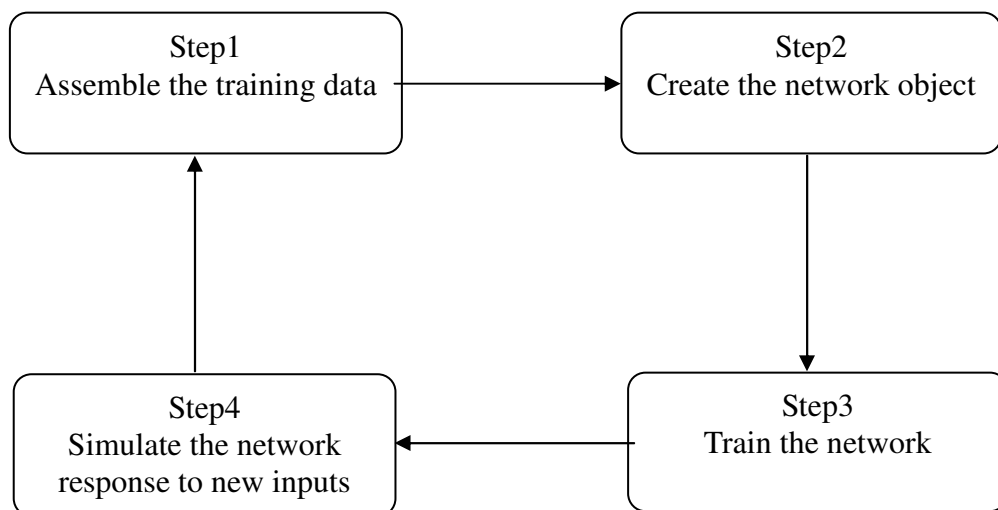 Step1
Assemble the training data
Step2
Create the network object
Step3
Train the network
Step4
Simulate the network
response to new inputs